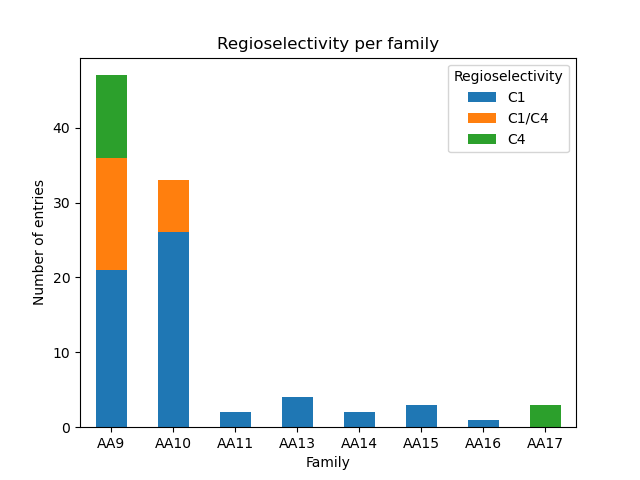 Regioselectivity per family
Regioselectivity
C1
C1/C4
C4
Number of entries
40
30
20
10
0
AA9 AA10 AA11 AA13 AA14 AA15 AA16 AA17
Family